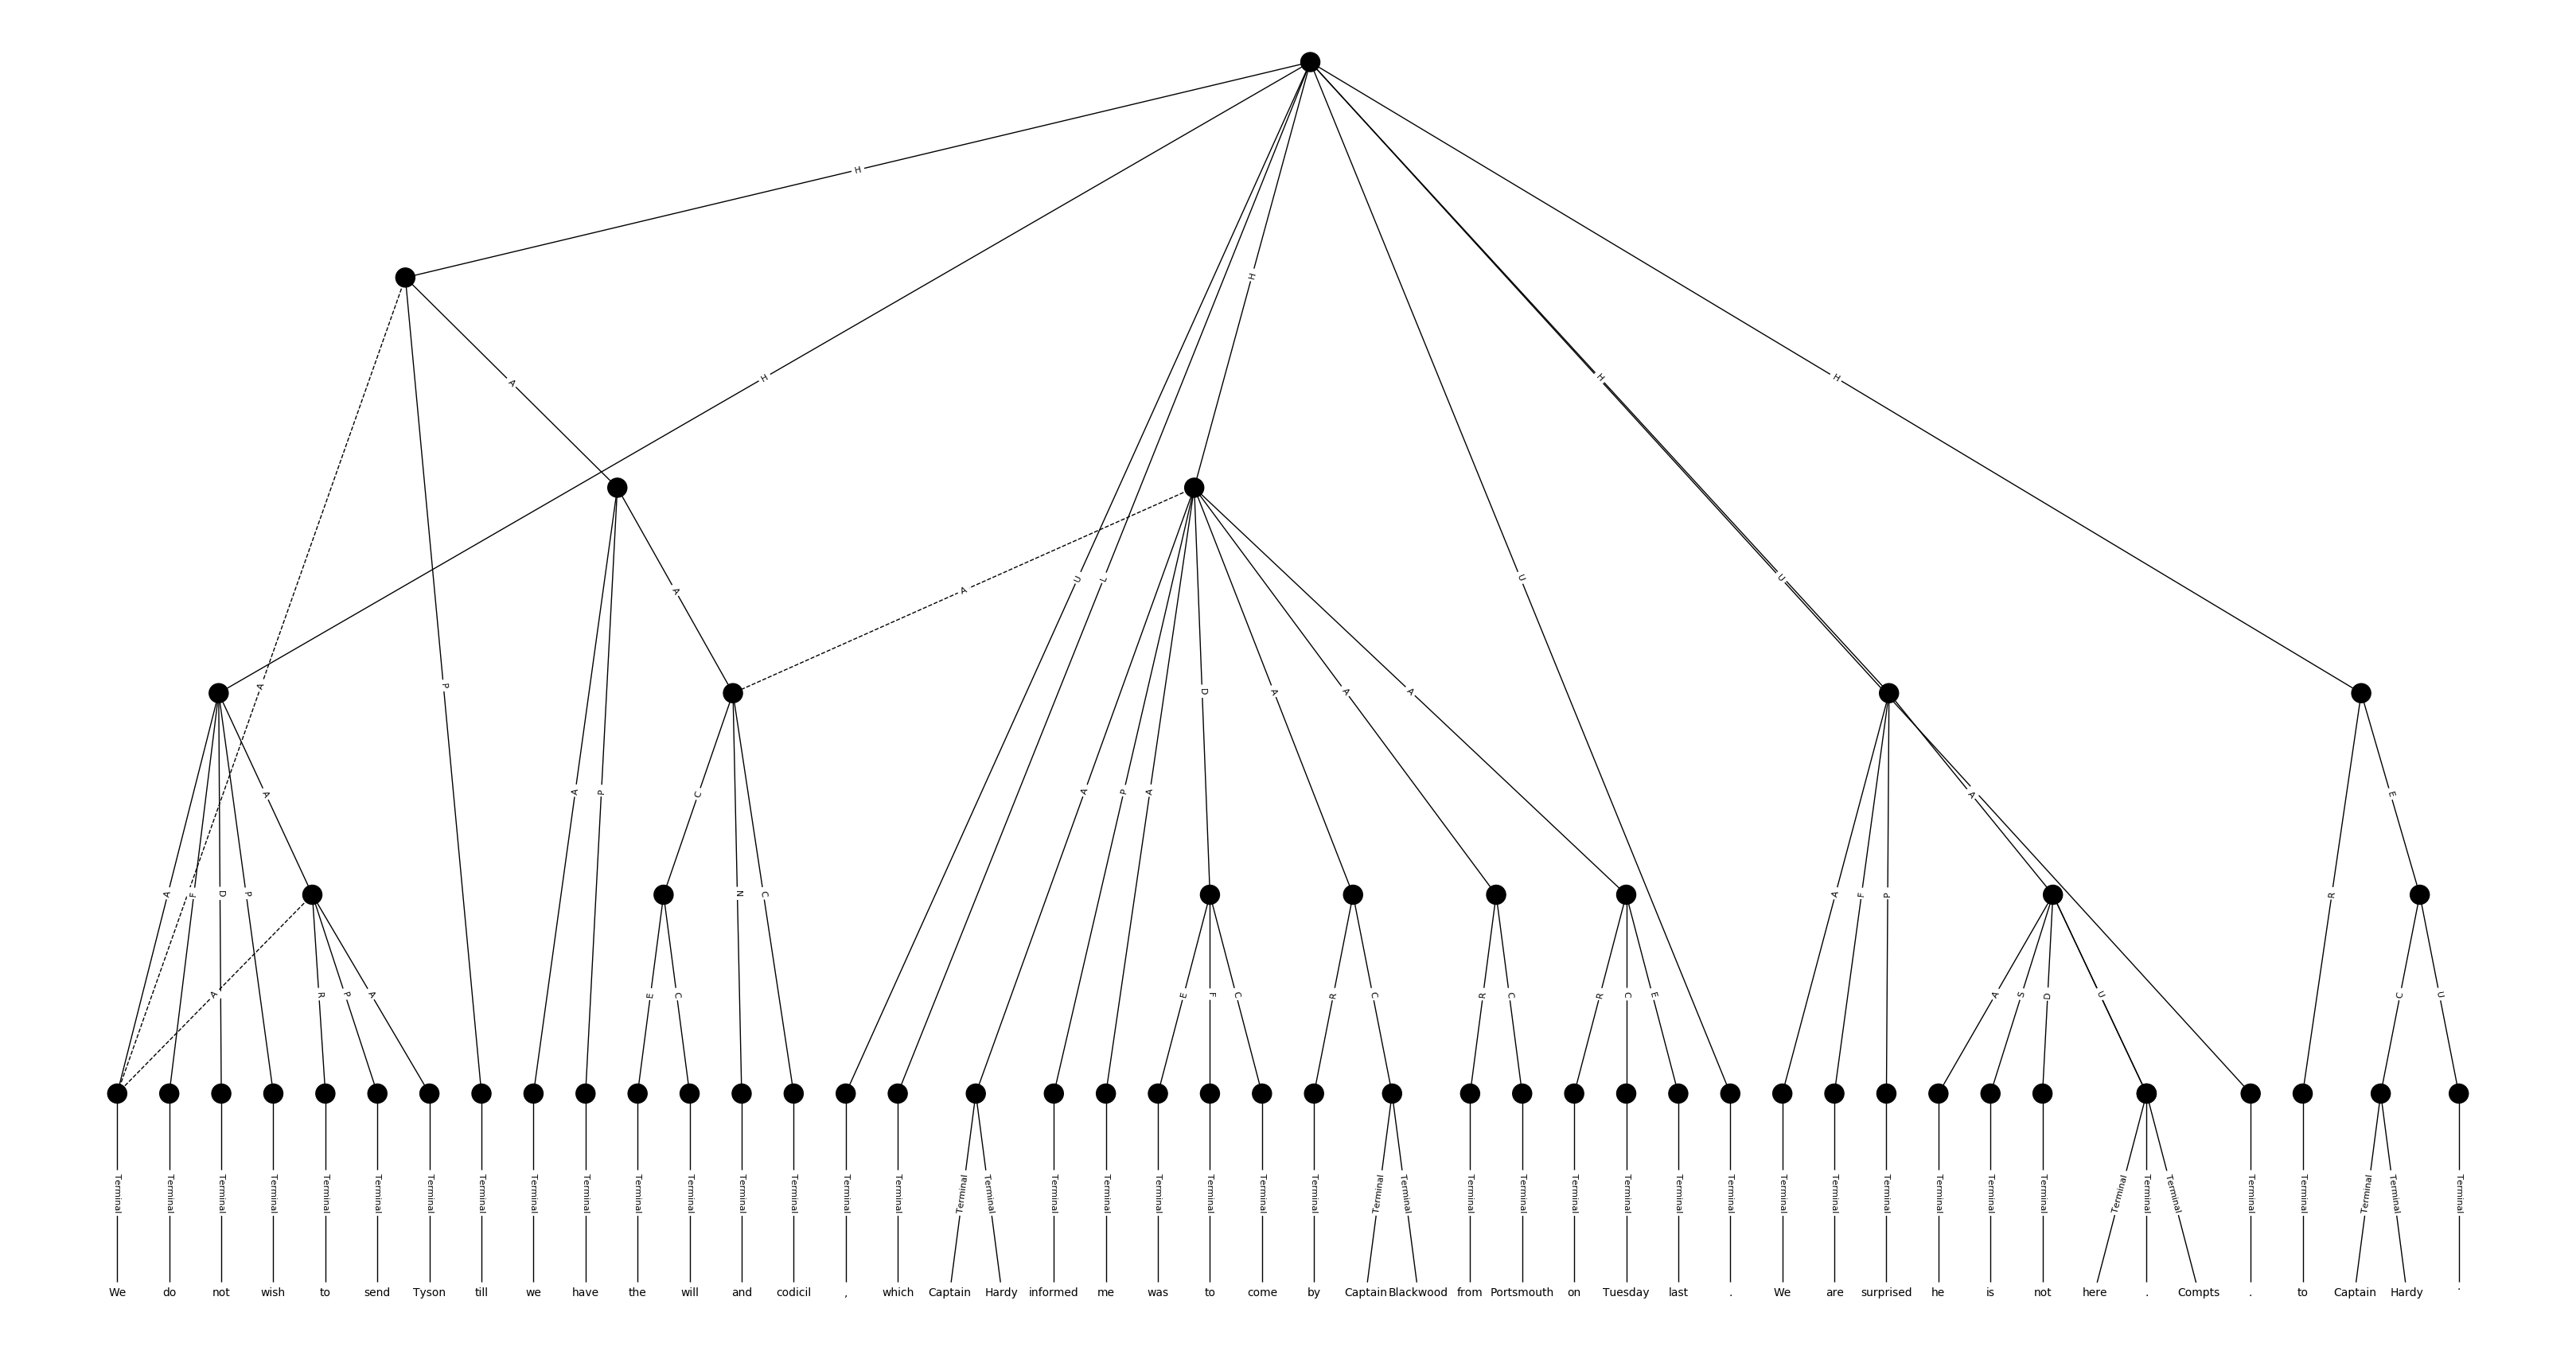 H
H
H
A
H
H
H
U
L
U
U
A
A
A
P
D
A
A
A
A
C
A
P
A
P
A
A
E
A
F
D
P
N
C
A
F
P
R
A
R
P
A
E
C
E
F
C
R
C
R
C
R
C
E
A
S
D
U
C
U
Terminal Terminal Terminal Terminal Terminal Terminal Terminal Terminal Terminal Terminal Terminal Terminal Terminal Terminal Terminal Terminal Terminal Terminal Terminal Terminal Terminal Terminal Terminal Terminal Terminal Terminal Terminal Terminal Terminal Terminal Terminal Terminal Terminal Terminal Terminal Terminal Terminal Terminal Terminal Terminal Terminal Terminal Terminal Terminal Terminal Terminal
We do not wish to send Tyson till we have the will and codicil , which Captain Hardy informed me was to come by Captain Blackwood from Portsmouth on Tuesday last . We are surprised he is not here . Compts . to Captain Hardy .